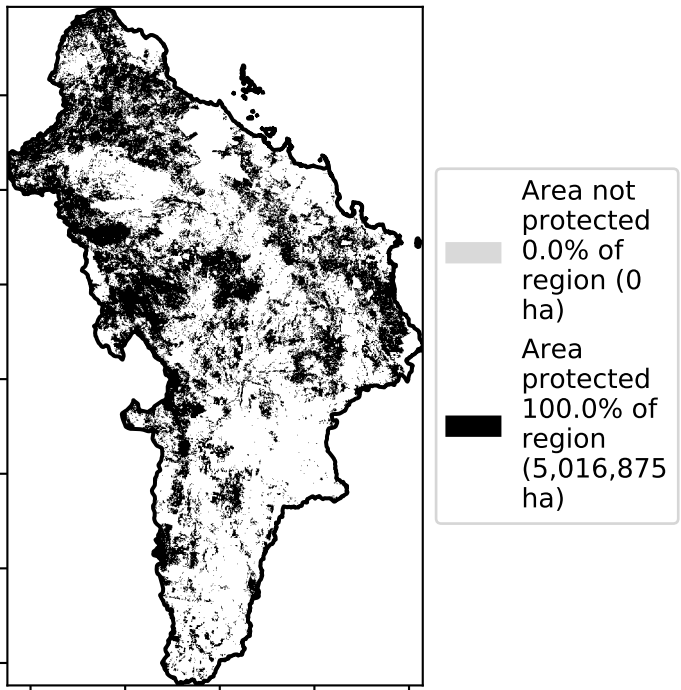 Area not
protected
0.0% of
region (0
ha)
Area
protected
100.0% of
region
(5,016,875
ha)